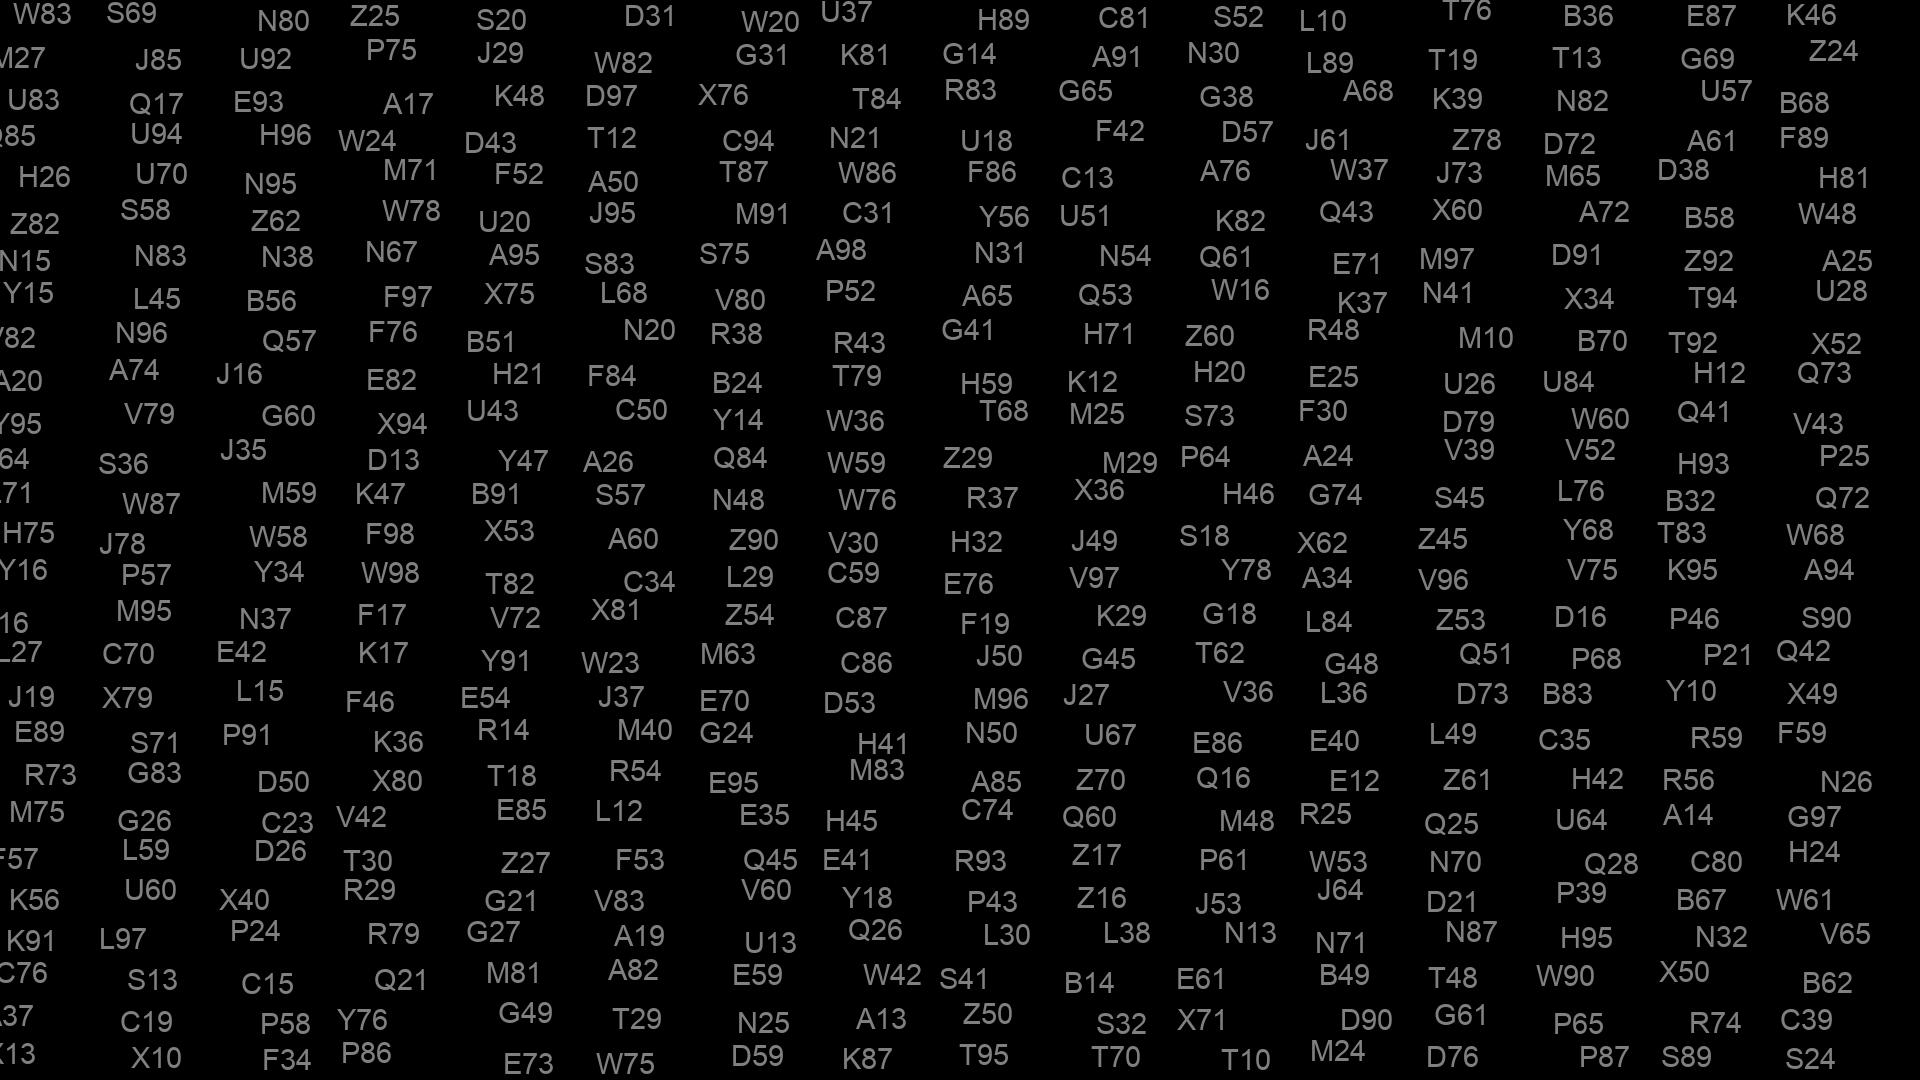 W83 S69 N80 Z25 S20 D31 W20 U37 H89 C81 S52 L10 T76 B36 E87 K46
M27 J85 U92 P75 J29 W82 G31 K81 G14 A91 N30 L89 T19 T13 G69 Z24
U83 Q17 E93 A17 K48 D97 X76 T84 R83 G65 G38 A68 K39 N82 U57 B68
U94 H96 W24 D43 T12 C94 N21 U18 F42 D57 J61 Z78 D72 A61 F89
H26 U70 N95 M71 F52 A50 T87 W86 F86 C13 A76 W37 J73 M65 D38 H81
Z82 S58 Z62 W78 U20 J95 M91 C31 Y56 U51 K82 Q43 X60 A72 B58 W48
N15 N83 N38 N67 A95 S83 S75 A98 N31 N54 Q61 E71 M97 D91 Z92 A25
Y15 L45 B56 F97 X75 L68 V80 P52 A65 Q53 W16 K37 N41 X34 T94 U28
N96 Q57 F76 B51 N20 R38 R43 G41 H71 Z60 R48 M10 B70 T92 X52
A20 A74 J16 E82 H21 F84 B24 T79 H59 K12 H20 E25 U26 U84 H12 Q73
Y95 V79 G60 X94 U43 C50 Y14 W36 T68 M25 S73 F30 D79 W60 Q41 V43
64 S36 J35 D13 Y47 A26 Q84 W59 Z29 M29 P64 A24 V39 V52 H93 P25
71 W87 M59 K47 B91 S57 N48 W76 R37 X36 H46 G74 S45 L76 B32 Q72
H75 J78 W58 F98 X53 A60 Z90 V30 H32 J49 S18 X62 Z45 Y68 T83 W68
Y16 P57 Y34 W98 T82 C34 L29 C59 E76 V97 Y78 A34 V96 V75 K95 A94
16 M95 N37 F17 V72 X81 Z54 C87 F19 K29 G18 L84 Z53 D16 P46 S90
L27 C70 E42 K17 Y91 W23 M63 C86 J50 G45 T62 G48 Q51 P68 P21 Q42
J19 X79 L15 F46 E54 J37 E70 D53 M96 J27 V36 L36 D73 B83 Y10 X49
E89 S71 P91 K36 R14 M40 G24 H41 N50 U67 E86 E40 L49 C35 R59 F59
R73 G83 D50 X80 T18 R54 E95 M83 A85 Z70 Q16 E12 Z61 H42 R56 N26
M75 G26 C23 V42 E85 L12 E35 H45 C74 Q60 M48 R25 Q25 U64 A14 G97
F57 L59 D26 T30 Z27 F53 Q45 E41 R93 Z17 P61 W53 N70 Q28 C80 H24
K56 U60 X40 R29 G21 V83 V60 Y18 P43 Z16 J53 J64 D21 P39 B67 W61
K91 L97 P24 R79 G27 A19 U13 Q26 L30 L38 N13 N71 N87 H95 N32 V65
C76 S13 C15 Q21 M81 A82 E59 W42 S41 B14 E61 B49 T48 W90 X50 B62
37 C19 P58 Y76 G49 T29 N25 A13 Z50 S32 X71 D90 G61 P65 R74 C39
13 X10 F34 P86 E73 W75 D59 K87 T95 T70 T10 M24 D76 P87 S89 S24